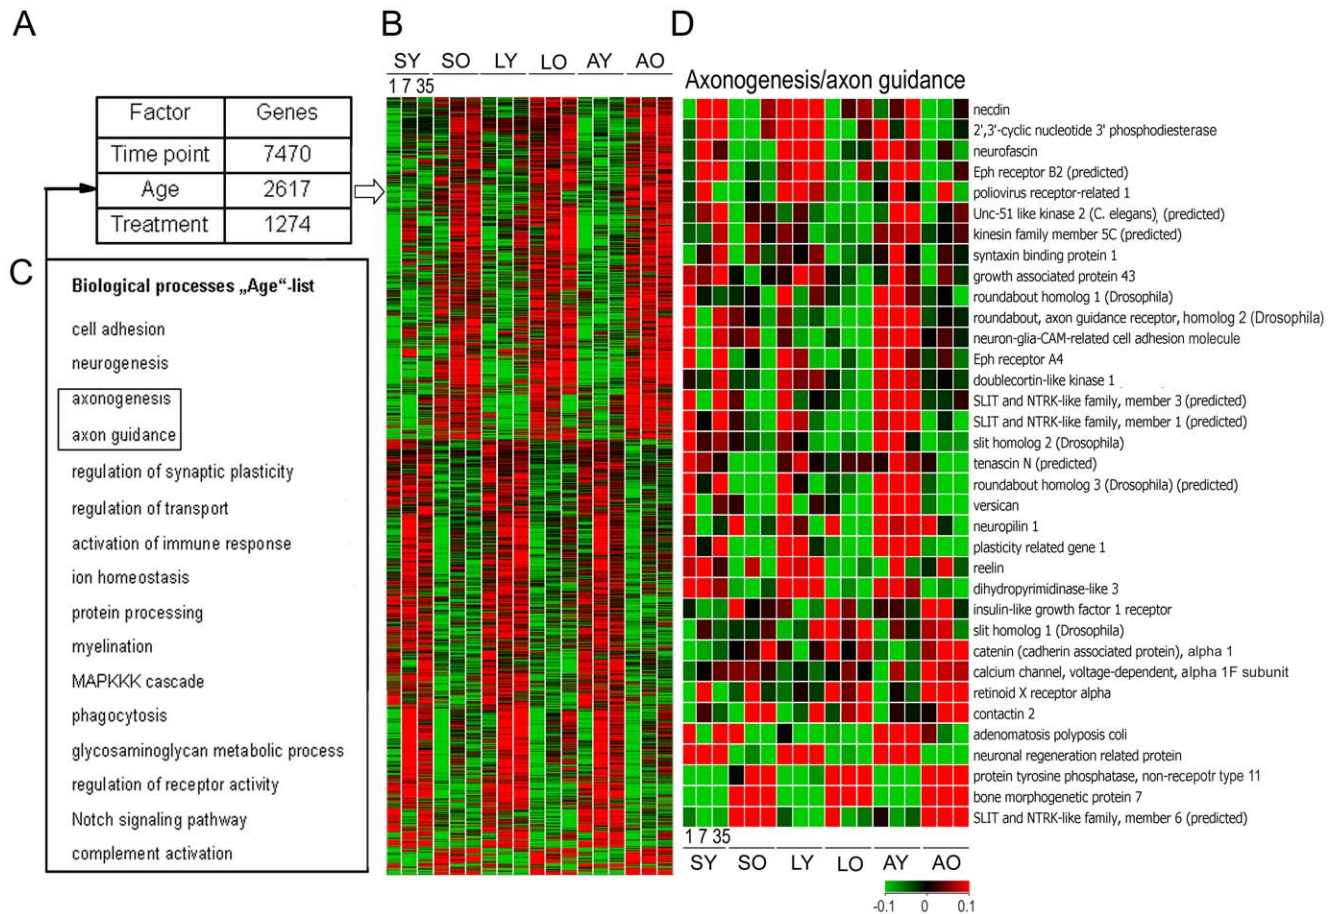 A
B
D
SY SO LY LO AY AO
1 7 35
Axonogenesis/axon guidance
Factor Genes
Time point 7470
Age 2617
Treatment 1274
C
Biological processes „Age“-list
cell adhesion
neurogenesis
axonogenesis
axon guidance
regulation of synaptic plasticity
regulation of transport
activation of immune response
ion homeostasis
protein processing
myelination
MAPKKK cascade
phagocytosis
glycosaminoglycan metabolic process
regulation of receptor activity
Notch signaling pathway
complement activation
necdin
2',3'-cyclic nucleotide 3' phosphodiesterase
neurofascin
Eph receptor B2 (predicted)
poliovirus receptor-related 1
Unc-51 like kinase 2 (C. elegans), (predicted)
kinesin family member 5C (predicted)
syntaxin binding protein 1
growth associated protein 43
roundabout homolog 1 (Drosophila)
roundabout, axon guidance receptor, homolog 2 (Drosophila)
neuron-glia-CAM-related cell adhesion molecule
Eph receptor A4
doublecortin-like kinase 1
SLIT and NTRK-like family, member 3 (predicted)
SLIT and NTRK-like family, member 1 (predicted)
slit homolog 2 (Drosophila)
tenascin N (predicted)
roundabout homolog 3 (Drosophila) (predicted)
versican
neuropilin 1
plasticity related gene 1
reelin
dihydropyrimidinase-like 3
insulin-like growth factor 1 receptor
slit homolog 1 (Drosophila)
catenin (cadherin associated protein), alpha 1
calcium channel, voltage-dependent, alpha 1F subunit
retinoid X receptor alpha
contactin 2
adenomatosis polyposis coli
neuronal regeneration related protein
protein tyrosine phosphatase, non-recepotr type 11
bone morphogenetic protein 7
SLIT and NTRK-like family, member 6 (predicted)
1 7 35
SY SO LY LO AY AO
-0.1 0 0.1